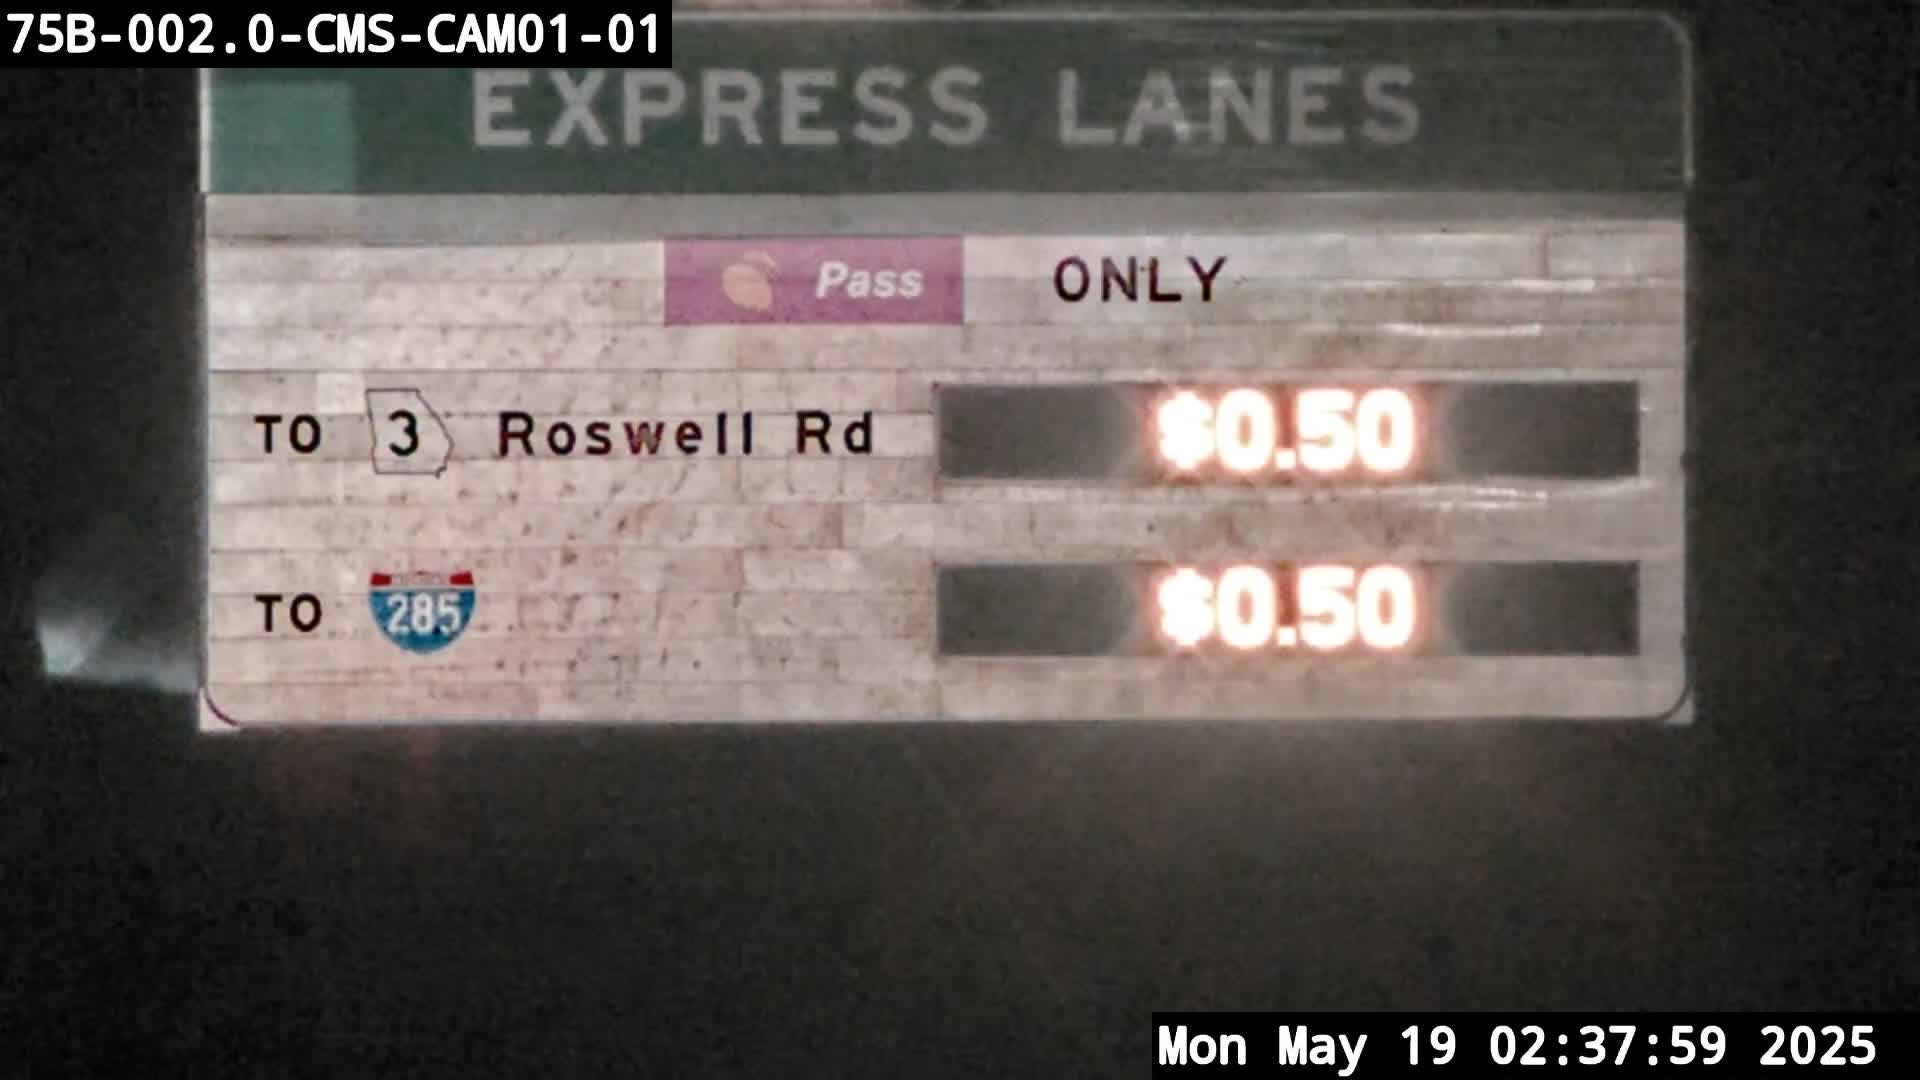 75B-002.0-CMS-CAM01-01
EXPRESS LANES
Pass ONLY
TO 3 Roswell Rd $0.50
TO 285 $0.50
Mon May 19 02:37:59 2025